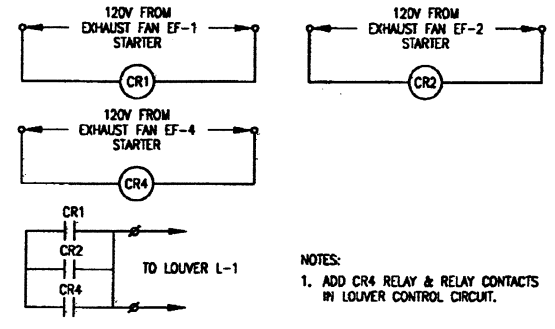 120V FROM
EXHAUST FAN EF-1
STARTER
CR1
120V FROM
EXHAUST FAN EF-2
STARTER
CR2
120V FROM
EXHAUST FAN EF-4
STARTER
CR4
CR1
CR2
CR4
TO LOUVER L-1
NOTES:
1. ADD CR4 RELAY & RELAY CONTACTS
IN LOUVER CONTROL CIRCUIT.